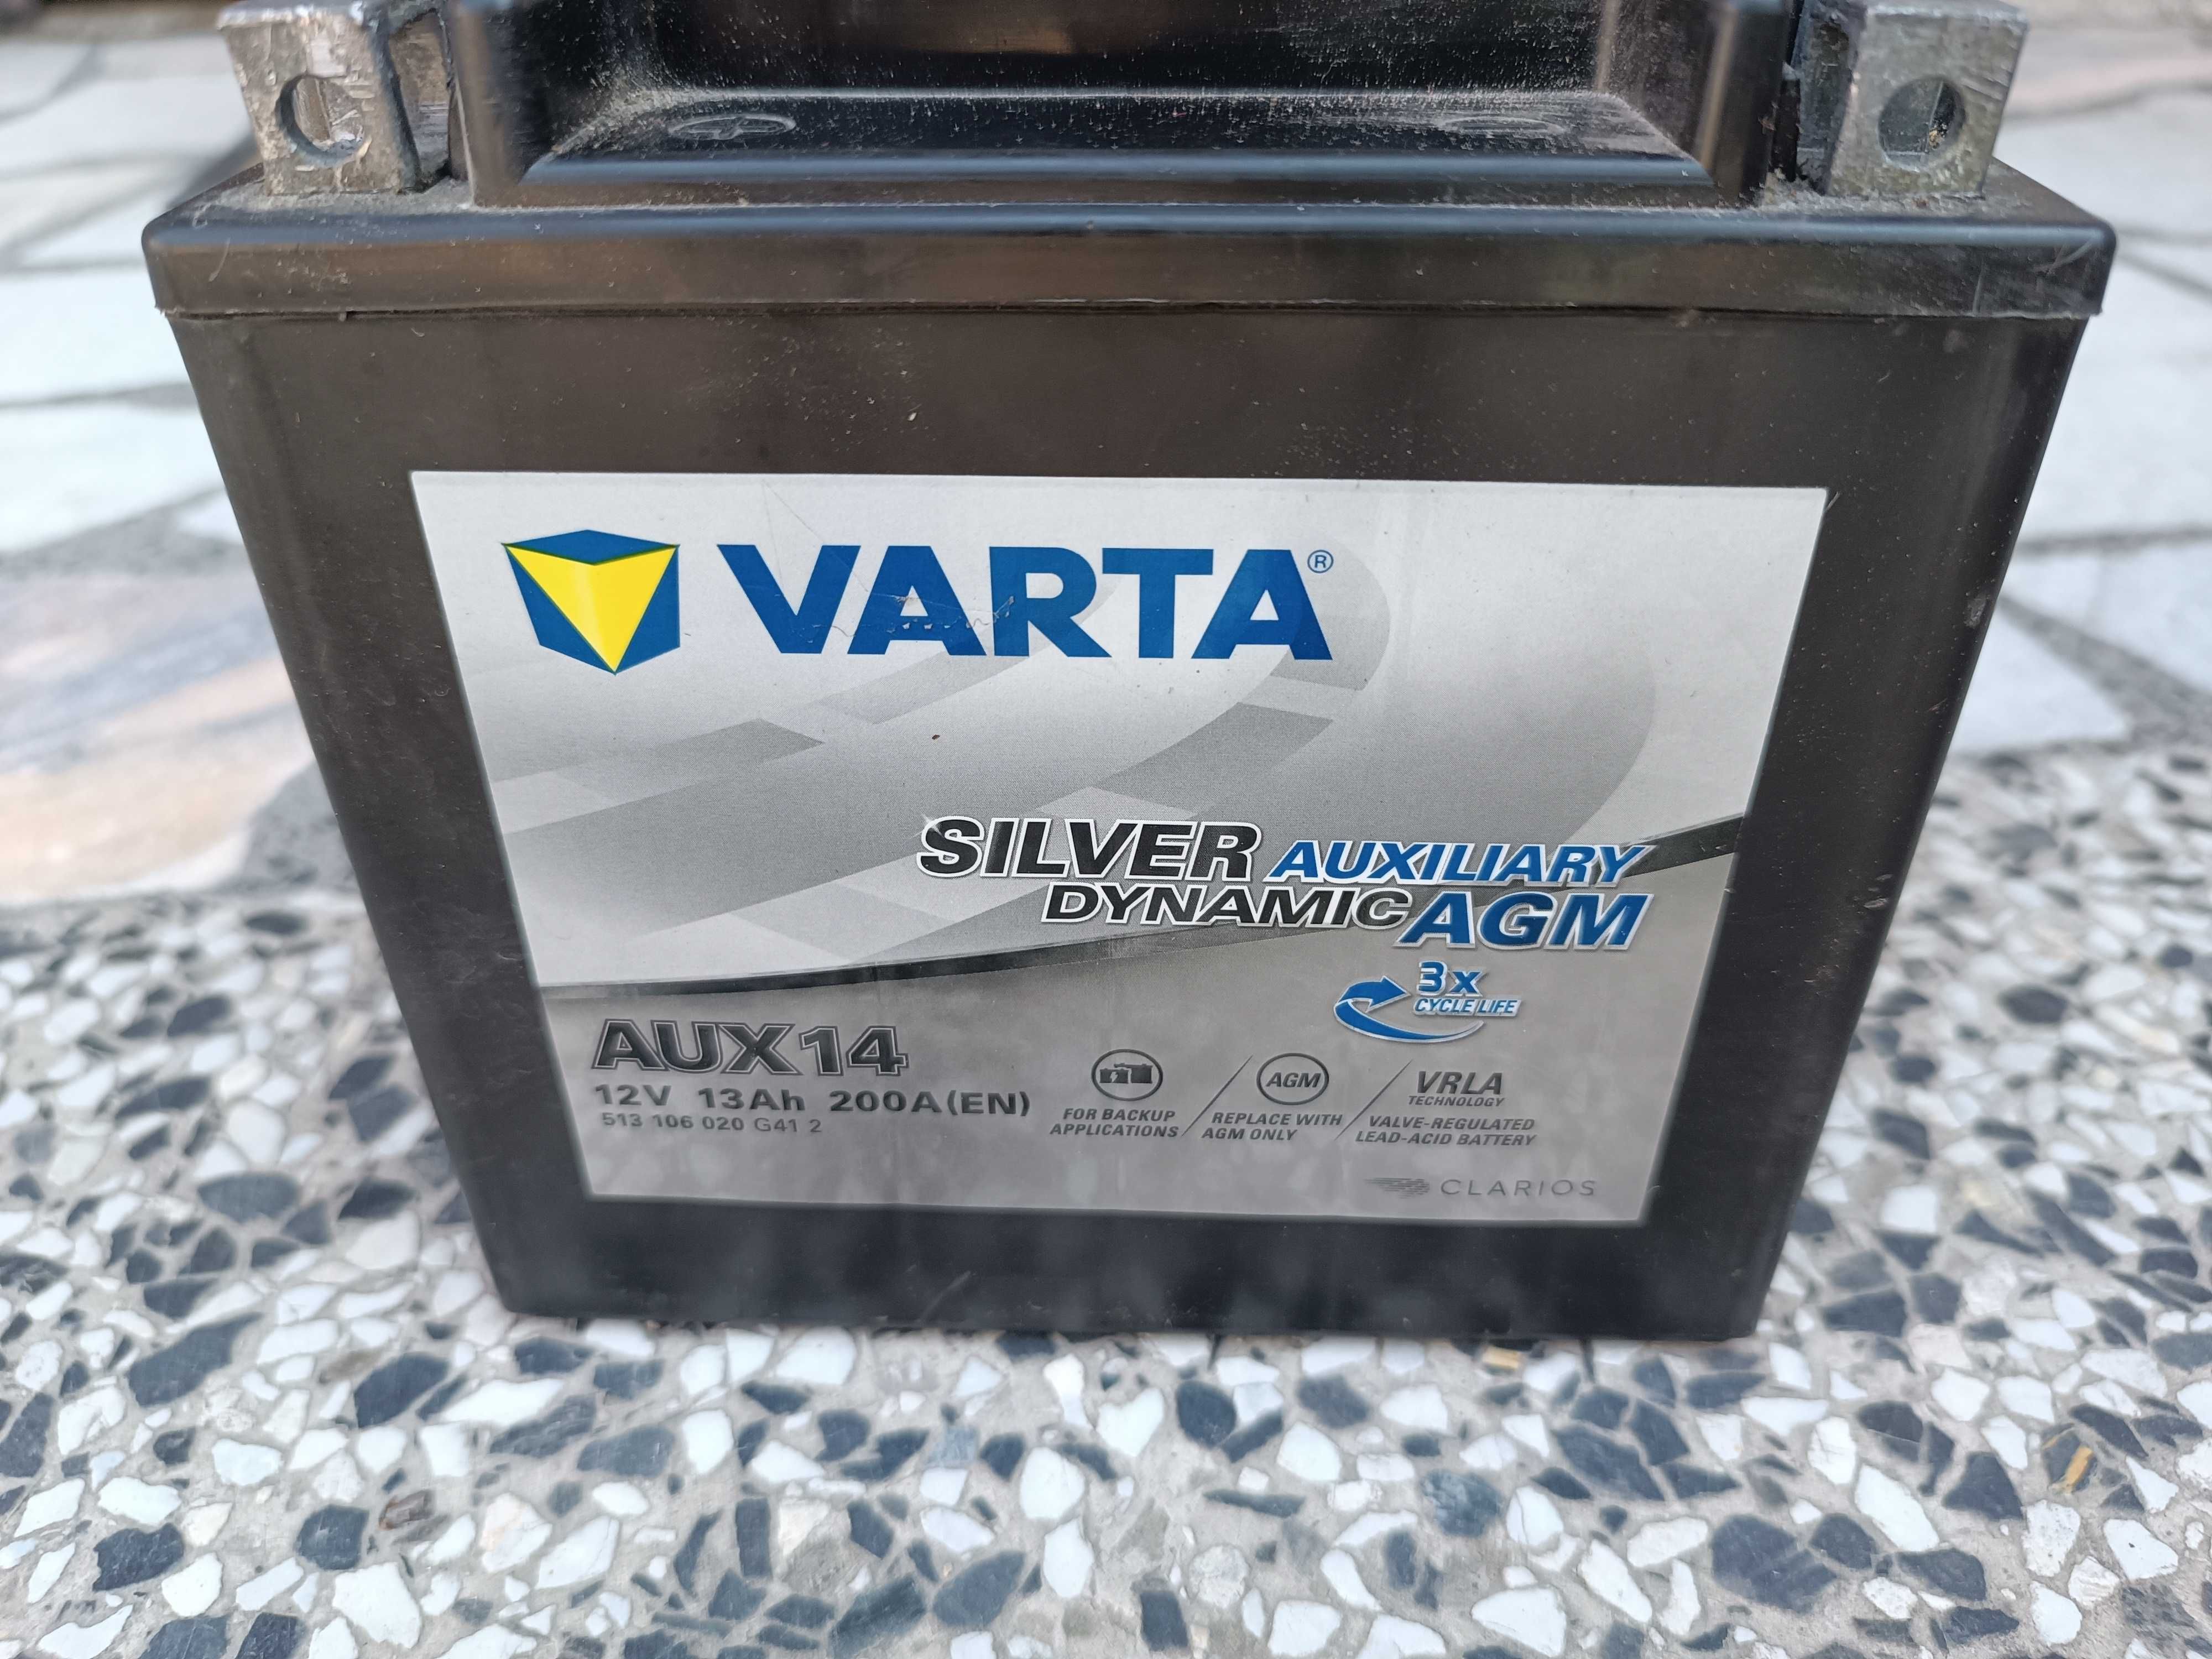 VARTA®
SILVER AUXILIARY
DYNAMIC AGM
3x
CYCLE LIFE
AUX14
12V 13Ah 200A(EN)
513 106 020 G41 2
FOR BACKUP
APPLICATIONS
AGM
REPLACE WITH
AGM ONLY
VRLA
TECHNOLOGY
VALVE-REGULATED
LEAD-ACID BATTERY
CLARIOS